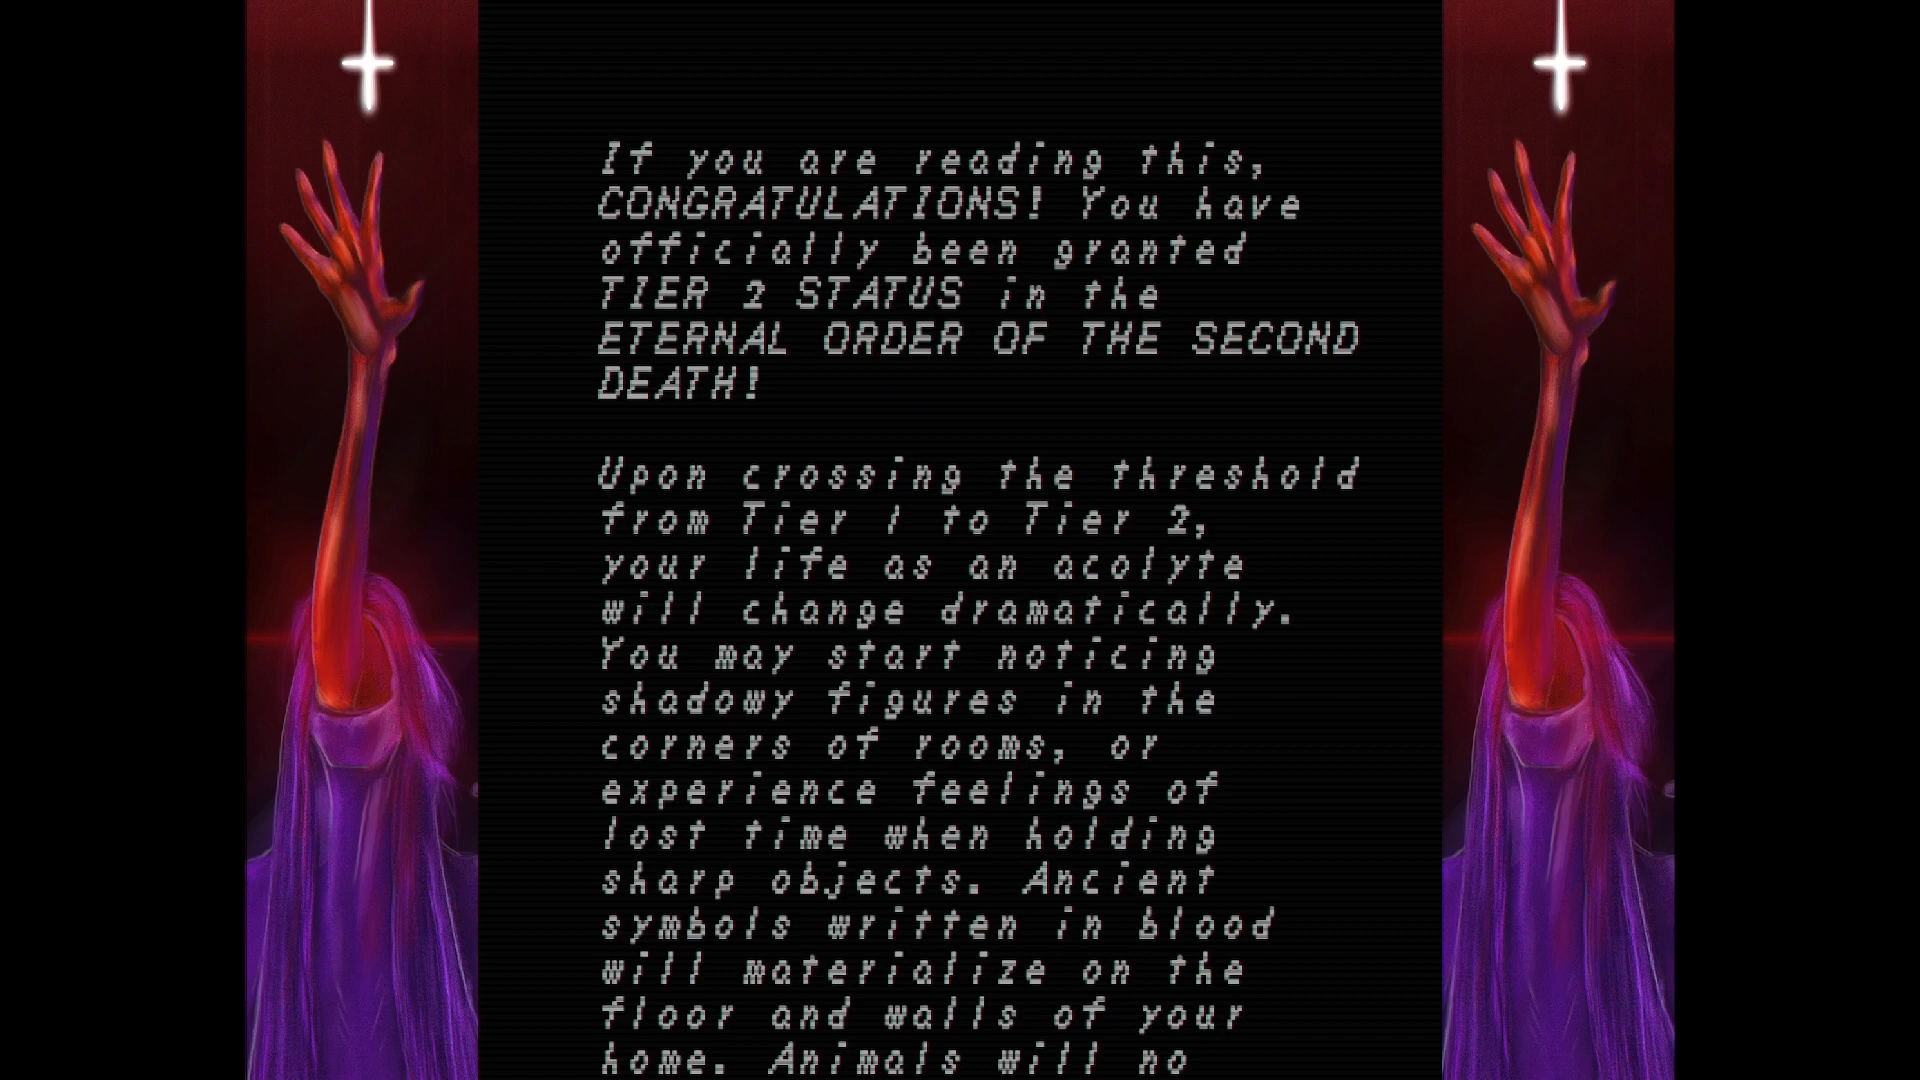 If you are reading this,
CONGRATULATIONS! You have
officially been granted
TIER 2 STATUS in the
ETERNAL ORDER OF THE SECOND
DEATH!
Upon crossing the threshold
from Tier 1 to Tier 2,
your life as an acolyte
will change dramatically.
You may start noticing
shadowy figures in the
corners of rooms, or
experience feelings of
lost time when holding
sharp objects. Ancient
symbols written in blood
will materialize on the
floor and walls of your
home. Animals will no